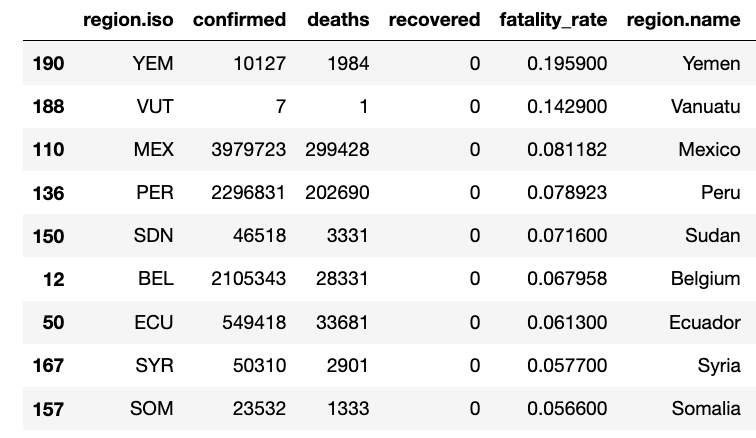 region.iso confirmed deaths recovered fatality_rate region.name
190 YEM 10127 1984 0 0.195900 Yemen
188 VUT 7 1 0 0.142900 Vanuatu
110 MEX 3979723 299428 0 0.081182 Mexico
136 PER 2296831 202690 0 0.078923 Peru
150 SDN 46518 3331 0 0.071600 Sudan
12 BEL 2105343 28331 0 0.067958 Belgium
50 ECU 549418 33681 0 0.061300 Ecuador
167 SYR 50310 2901 0 0.057700 Syria
157 SOM 23532 1333 0 0.056600 Somalia